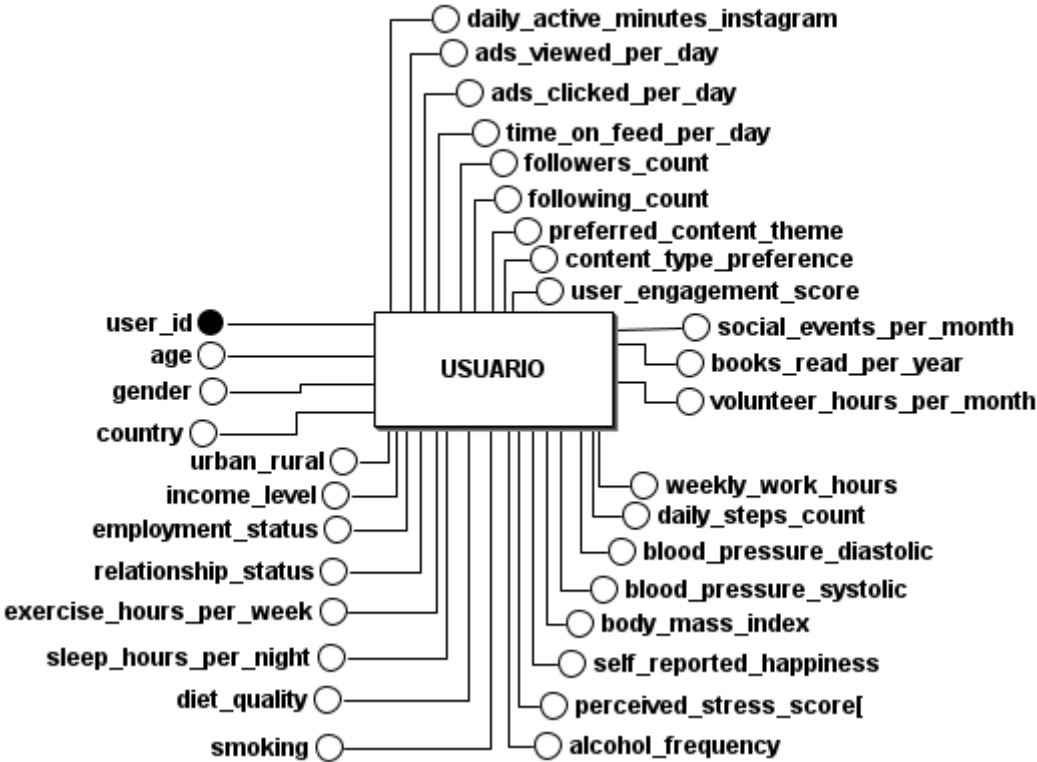 daily_active_minutes_instagram
ads_viewed_per_day
ads_clicked_per_day
time_on_feed_per_day
followers_count
following_count
preferred_content_theme
content_type_preference
user_engagement_score
user_id
age
gender
country
USUARIO
social_events_per_month
books_read_per_year
volunteer_hours_per_month
urban_rural
income_level
employment_status
relationship_status
exercise_hours_per_week
sleep_hours_per_night
diet_quality
smoking
weekly_work_hours
daily_steps_count
blood_pressure_diastolic
blood_pressure_systolic
body_mass_index
self_reported_happiness
perceived_stress_score[
alcohol_frequency